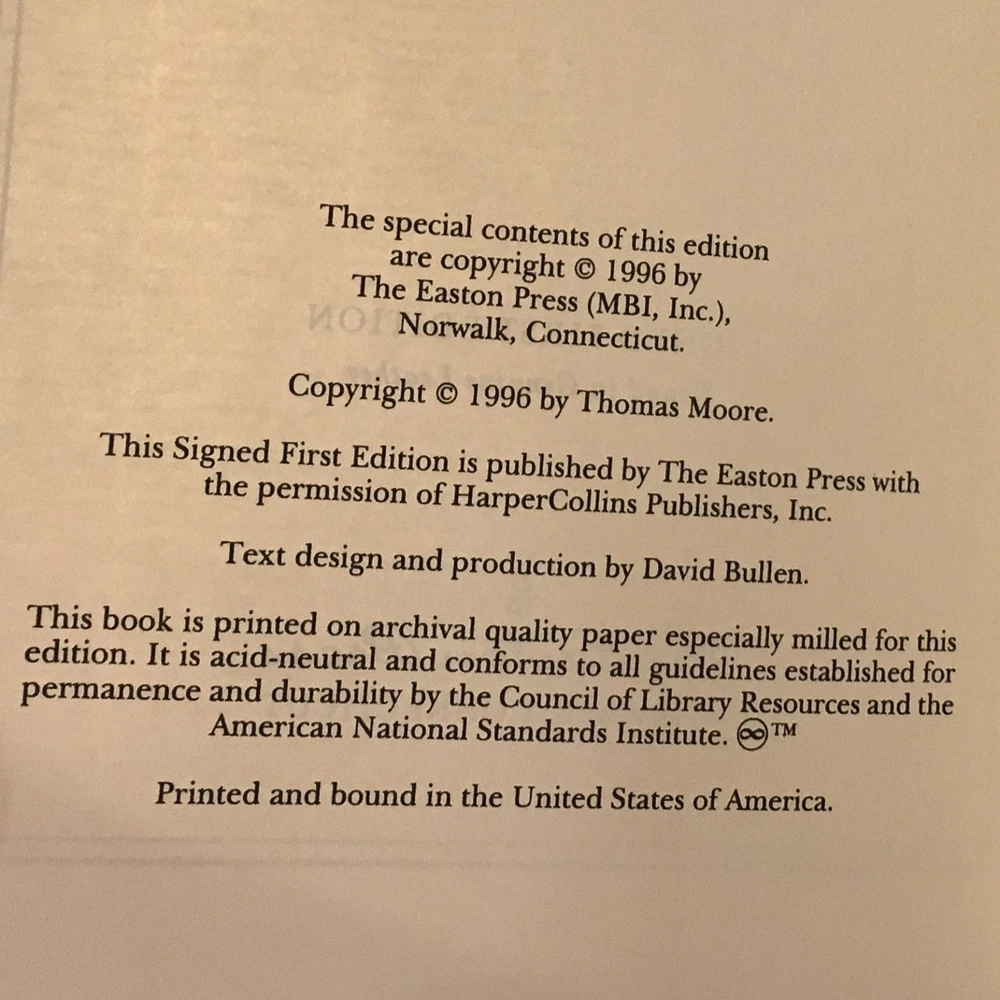 The special contents of this edition
are copyright © 1996 by
The Easton Press (MBI, Inc.),
Norwalk, Connecticut.
Copyright © 1996 by Thomas Moore.
This Signed First Edition is published by The Easton Press with
the permission of HarperCollins Publishers, Inc.
Text design and production by David Bullen.
This book is printed on archival quality paper especially milled for this
edition. It is acid-neutral and conforms to all guidelines established for
permanence and durability by the Council of Library Resources and the
American National Standards Institute. ♾™
Printed and bound in the United States of America.